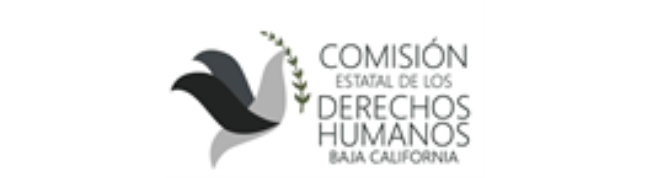 COMISIÓN
ESTATAL DE LOS
DERECHOS
HUMANOS
BAJA CALIFORNIA